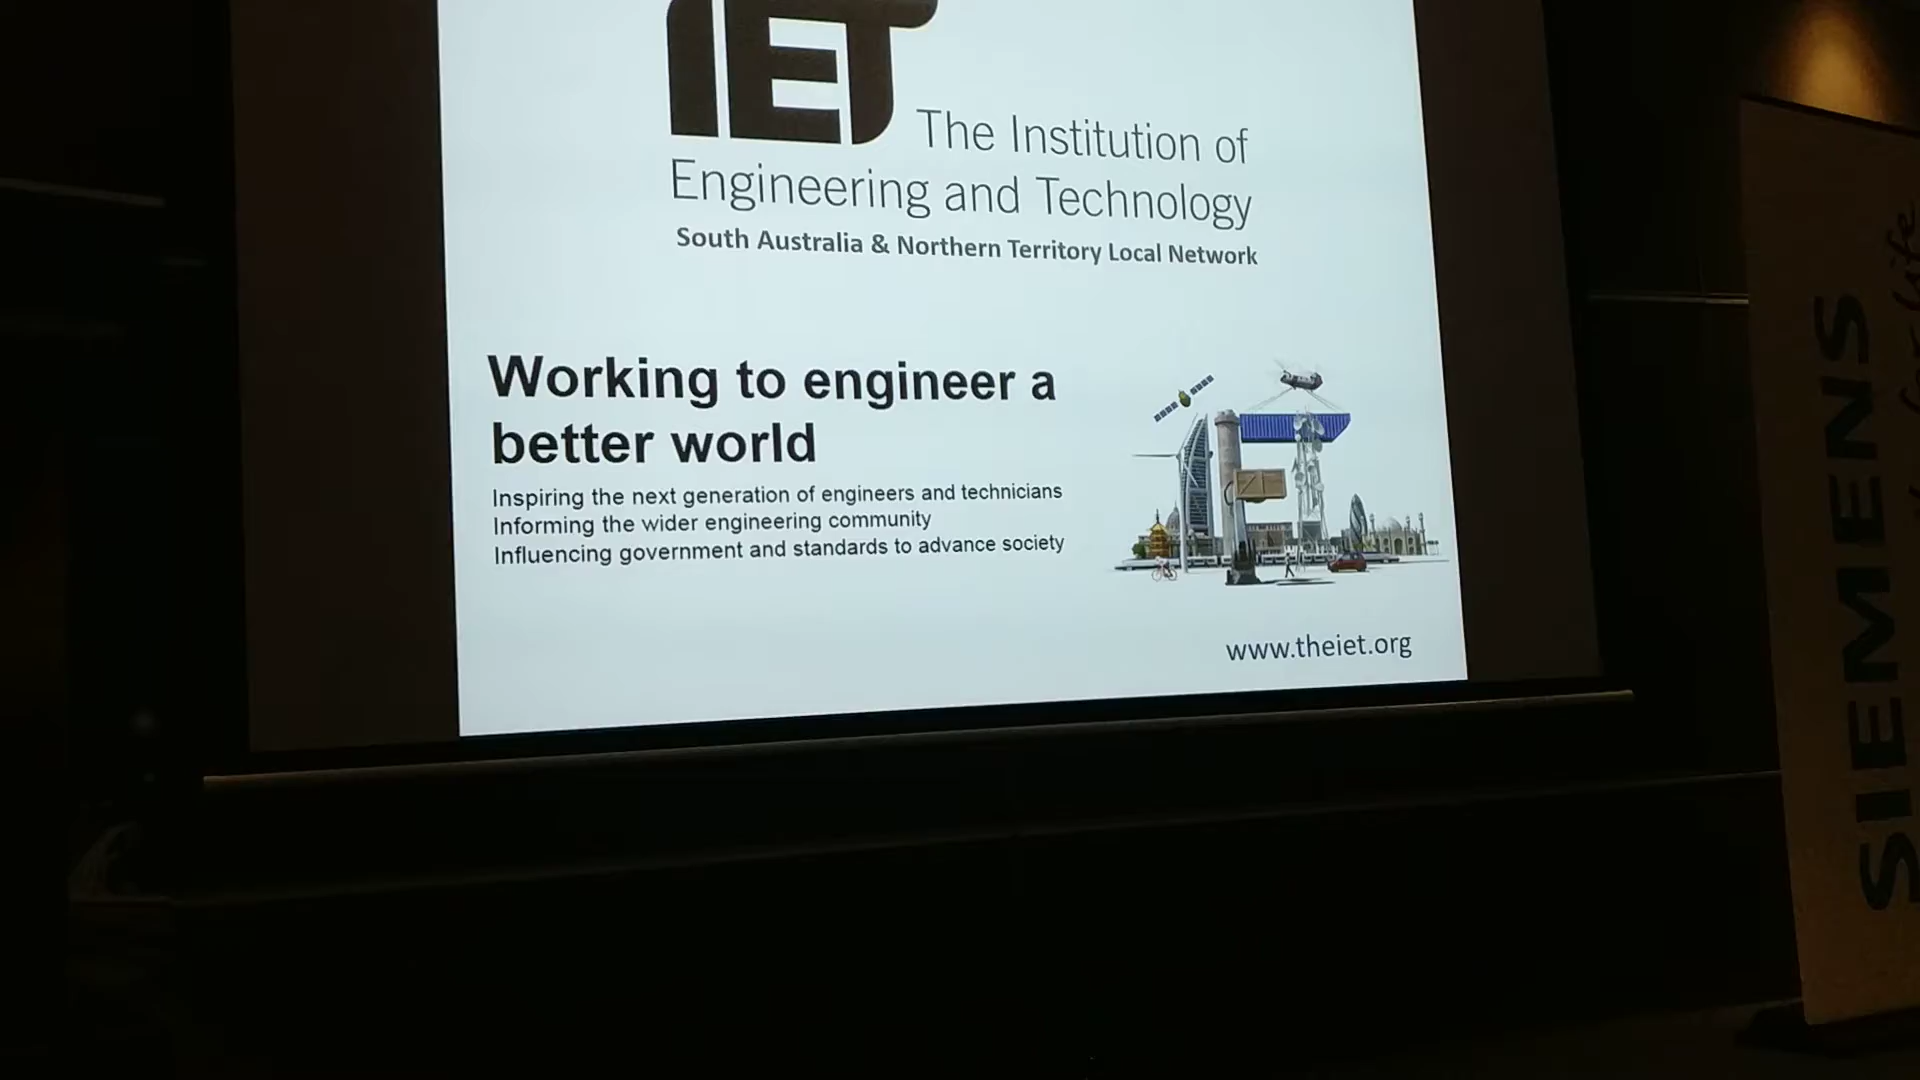 IET
The Institution of
Engineering and Technology
South Australia & Northern Territory Local Network
Working to engineer a
better world
Inspiring the next generation of engineers and technicians
Informing the wider engineering community
Influencing government and standards to advance society
www.theiet.org
SIEMENS
for life